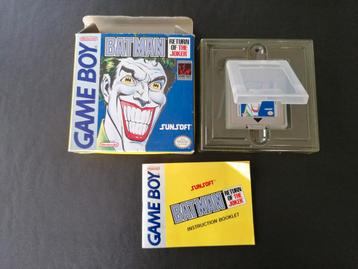 GAME BOY
BATMAN
RETURN
OF THE
JOKER
SUNSOFT
GAME BOY
SUNSOFT
BATMAN
RETURN
OF THE
JOKER
INSTRUCTION BOOKLET